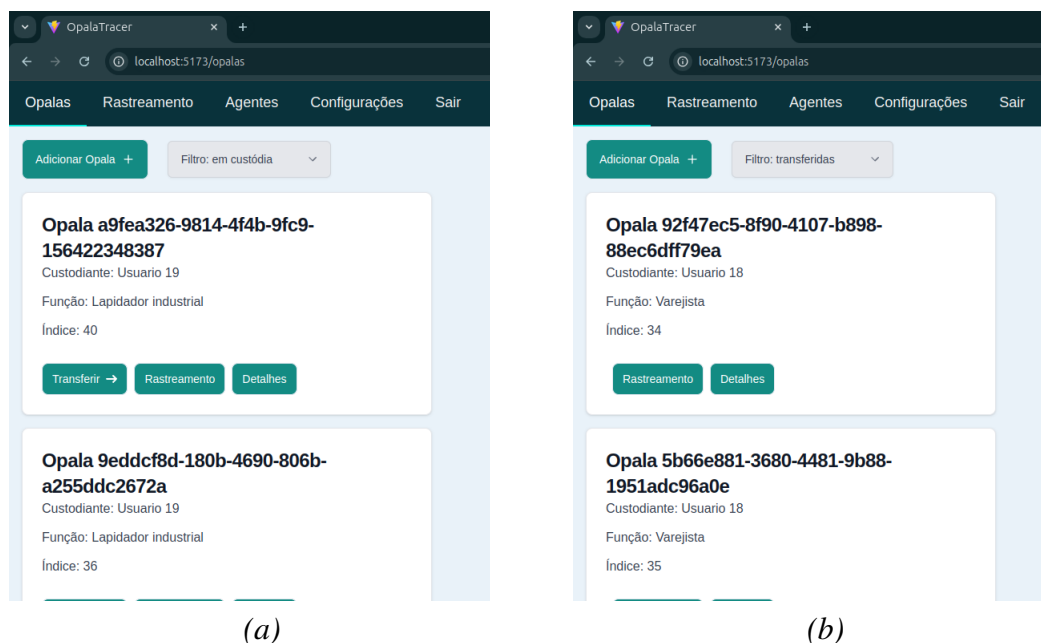 OpalaTracer × +
localhost:5173/opalas
Opalas Rastreamento Agentes Configurações Sair
Adicionar Opala + Filtro: em custódia
Opala a9fea326-9814-4f4b-9fc9-
156422348387
Custodiante: Usuario 19
Função: Lapidador industrial
Índice: 40
Transferir → Rastreamento Detalhes
Opala 9eddcf8d-180b-4690-806b-
a255ddc2672a
Custodiante: Usuario 19
Função: Lapidador industrial
Índice: 36
(a)
OpalaTracer × +
localhost:5173/opalas
Opalas Rastreamento Agentes Configurações Sair
Adicionar Opala + Filtro: transferidas
Opala 92f47ec5-8f90-4107-b898-
88ec6dff79ea
Custodiante: Usuario 18
Função: Varejista
Índice: 34
Rastreamento Detalhes
Opala 5b66e881-3680-4481-9b88-
1951adc96a0e
Custodiante: Usuario 18
Função: Varejista
Índice: 35
(b)